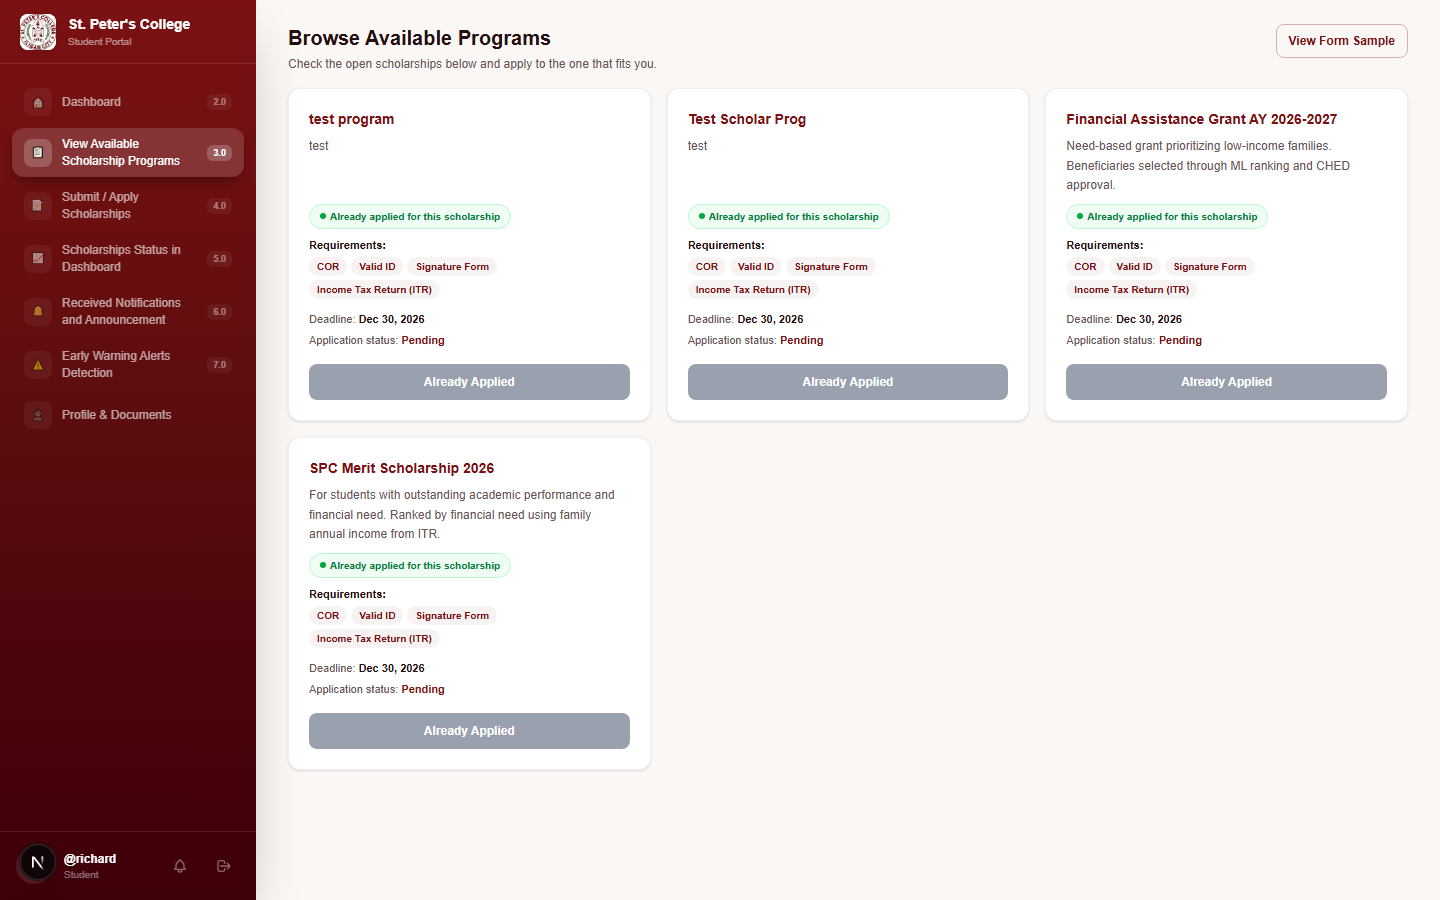 St. Peter's College
Student Portal
Dashboard
2.0
View Available
Scholarship Programs
3.0
Submit / Apply
Scholarships
4.0
Scholarships Status in
Dashboard
5.0
Received Notifications
and Announcement
6.0
Early Warning Alerts
Detection
7.0
Profile & Documents
N
@richard
Student
Browse Available Programs
Check the open scholarships below and apply to the one that fits you.
View Form Sample
test program
test
Already applied for this scholarship
Requirements:
COR Valid ID Signature Form
Income Tax Return (ITR)
Deadline: Dec 30, 2026
Application status: Pending
Already Applied
Test Scholar Prog
test
Already applied for this scholarship
Requirements:
COR Valid ID Signature Form
Income Tax Return (ITR)
Deadline: Dec 30, 2026
Application status: Pending
Already Applied
Financial Assistance Grant AY 2026-2027
Need-based grant prioritizing low-income families.
Beneficiaries selected through ML ranking and CHED
approval.
Already applied for this scholarship
Requirements:
COR Valid ID Signature Form
Income Tax Return (ITR)
Deadline: Dec 30, 2026
Application status: Pending
Already Applied
SPC Merit Scholarship 2026
For students with outstanding academic performance and
financial need. Ranked by financial need using family
annual income from ITR.
Already applied for this scholarship
Requirements:
COR Valid ID Signature Form
Income Tax Return (ITR)
Deadline: Dec 30, 2026
Application status: Pending
Already Applied